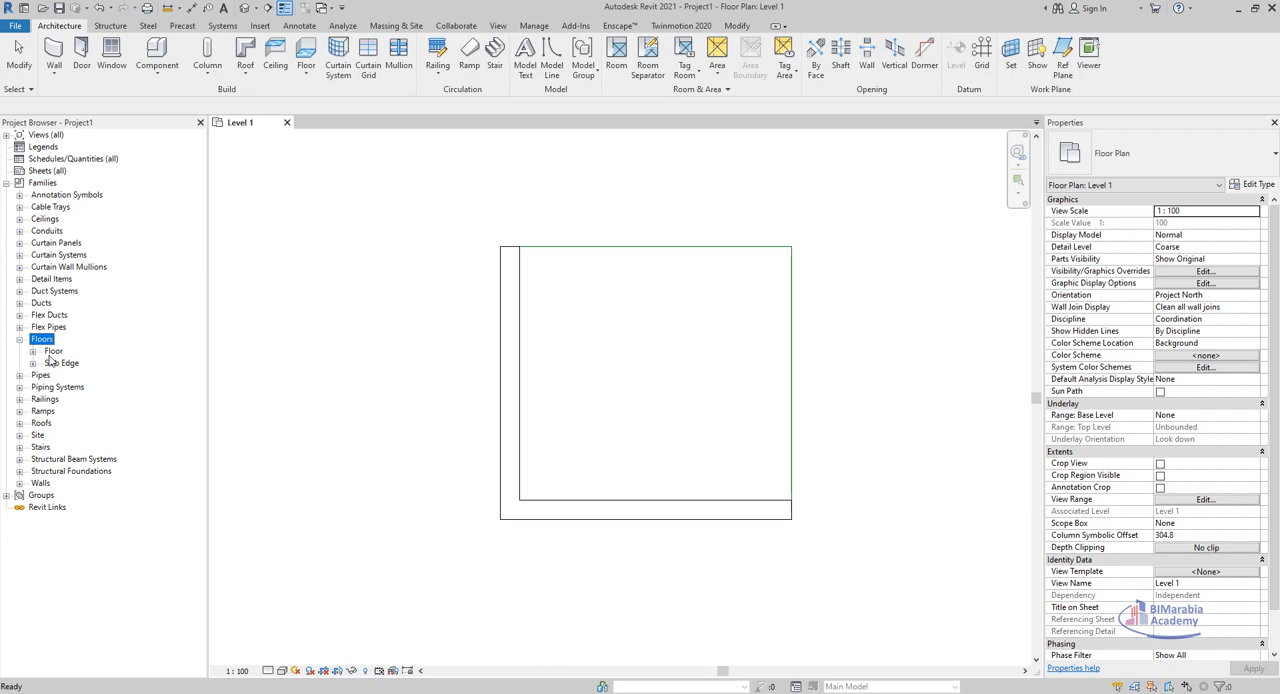 Autodesk Revit 2021 - Project1 - Floor Plan: Level 1
Sign In
File Architecture Structure Steel Precast Systems Insert Annotate Analyze Massing & Site Collaborate View Manage Add-Ins Enscape™ Twinmotion 2020 Modify
Modify Wall Door Window Component Column Roof Ceiling Floor Curtain System Curtain Grid Mullion Railing Ramp Stair Model Text Model Line Model Group Room Room Separator Tag Room Area Area Boundary Tag Area By Face Shaft Wall Vertical Dormer Level Grid Set Show Ref Plane Viewer
Select Build Circulation Model Room & Area Opening Datum Work Plane
Project Browser - Project1
Views (all)
Legends
Schedules/Quantities (all)
Sheets (all)
Families
Annotation Symbols
Cable Trays
Ceilings
Conduits
Curtain Panels
Curtain Systems
Curtain Wall Mullions
Detail Items
Duct Systems
Ducts
Flex Ducts
Flex Pipes
Floors
Floor
Edge
Pipes
Piping Systems
Railings
Ramps
Roofs
Site
Stairs
Structural Beam Systems
Structural Foundations
Walls
Groups
Revit Links
Level 1
Properties
Floor Plan
Floor Plan: Level 1 Edit Type
Graphics
View Scale 1 : 100
Scale Value 1: 100
Display Model Normal
Detail Level Coarse
Parts Visibility Show Original
Visibility/Graphics Overrides Edit...
Graphic Display Options Edit...
Orientation Project North
Wall Join Display Clean all wall joins
Discipline Coordination
Show Hidden Lines By Discipline
Color Scheme Location Background
Color Scheme <none>
System Color Schemes Edit...
Default Analysis Display Style None
Sun Path
Underlay
Range: Base Level None
Range: Top Level Unbounded
Underlay Orientation Look down
Extents
Crop View
Crop Region Visible
Annotation Crop
View Range Edit...
Associated Level Level 1
Scope Box None
Column Symbolic Offset 304.8
Depth Clipping No clip
Identity Data
View Template <None>
View Name Level 1
Dependency Independent
Title on Sheet
Referencing Sheet
Referencing Detail
Phasing
Phase Filter Show All
Properties help Apply
BIMarabia
Academy
1 : 100
Ready
:0
Main Model
:0